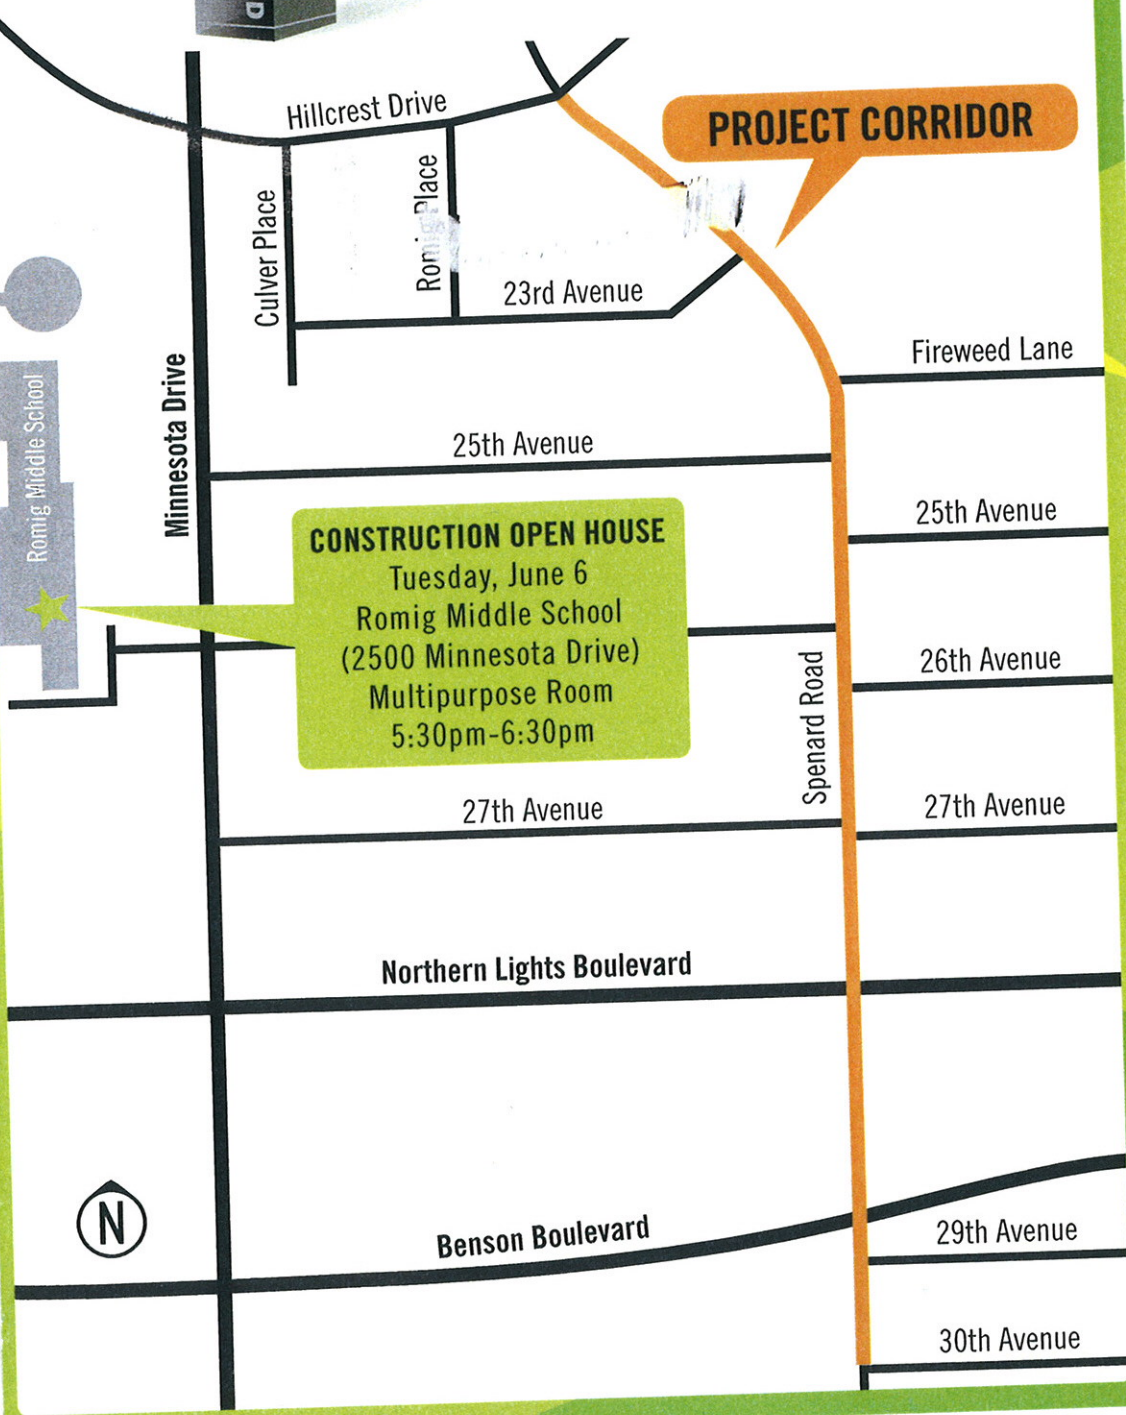 D
Hillcrest Drive
PROJECT CORRIDOR
Culver Place
Romig Place
23rd Avenue
Fireweed Lane
Minnesota Drive
Romig Middle School
25th Avenue
25th Avenue
CONSTRUCTION OPEN HOUSE
Tuesday, June 6
Romig Middle School
(2500 Minnesota Drive)
Multipurpose Room
5:30pm-6:30pm
Spenard Road
26th Avenue
27th Avenue
27th Avenue
Northern Lights Boulevard
N
Benson Boulevard
29th Avenue
30th Avenue